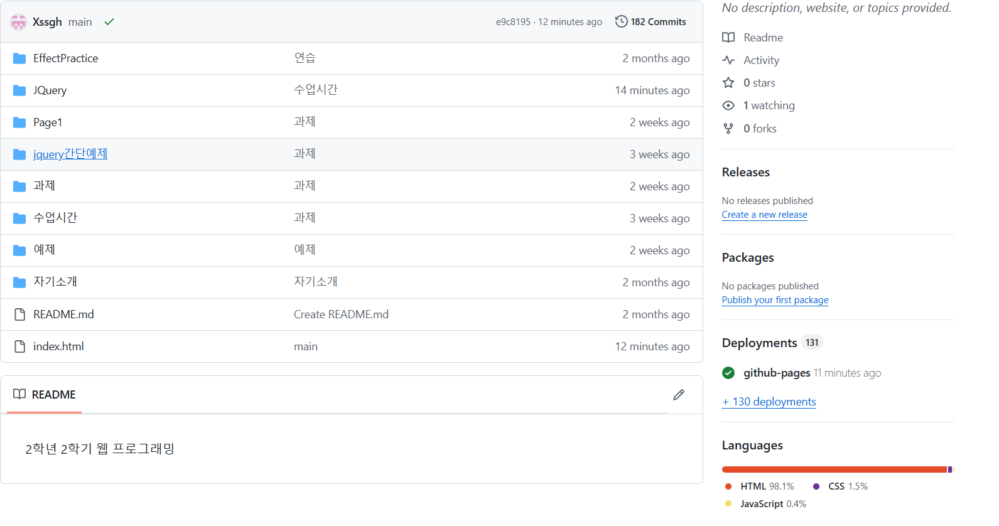 Xssgh main
e9c8195 · 12 minutes ago 182 Commits
EffectPractice 연습 2 months ago
JQuery 수업시간 14 minutes ago
Page1 과제 2 weeks ago
jquery간단예제 과제 3 weeks ago
과제 과제 2 weeks ago
수업시간 과제 3 weeks ago
예제 예제 2 weeks ago
자기소개 자기소개 2 months ago
README.md Create README.md 2 months ago
index.html main 12 minutes ago
README
2학년 2학기 웹 프로그래밍
No description, website, or topics provided.
Readme
Activity
0 stars
1 watching
0 forks
Releases
No releases published
Create a new release
Packages
No packages published
Publish your first package
Deployments 131
github-pages 11 minutes ago
+ 130 deployments
Languages
HTML 98.1% CSS 1.5%
JavaScript 0.4%